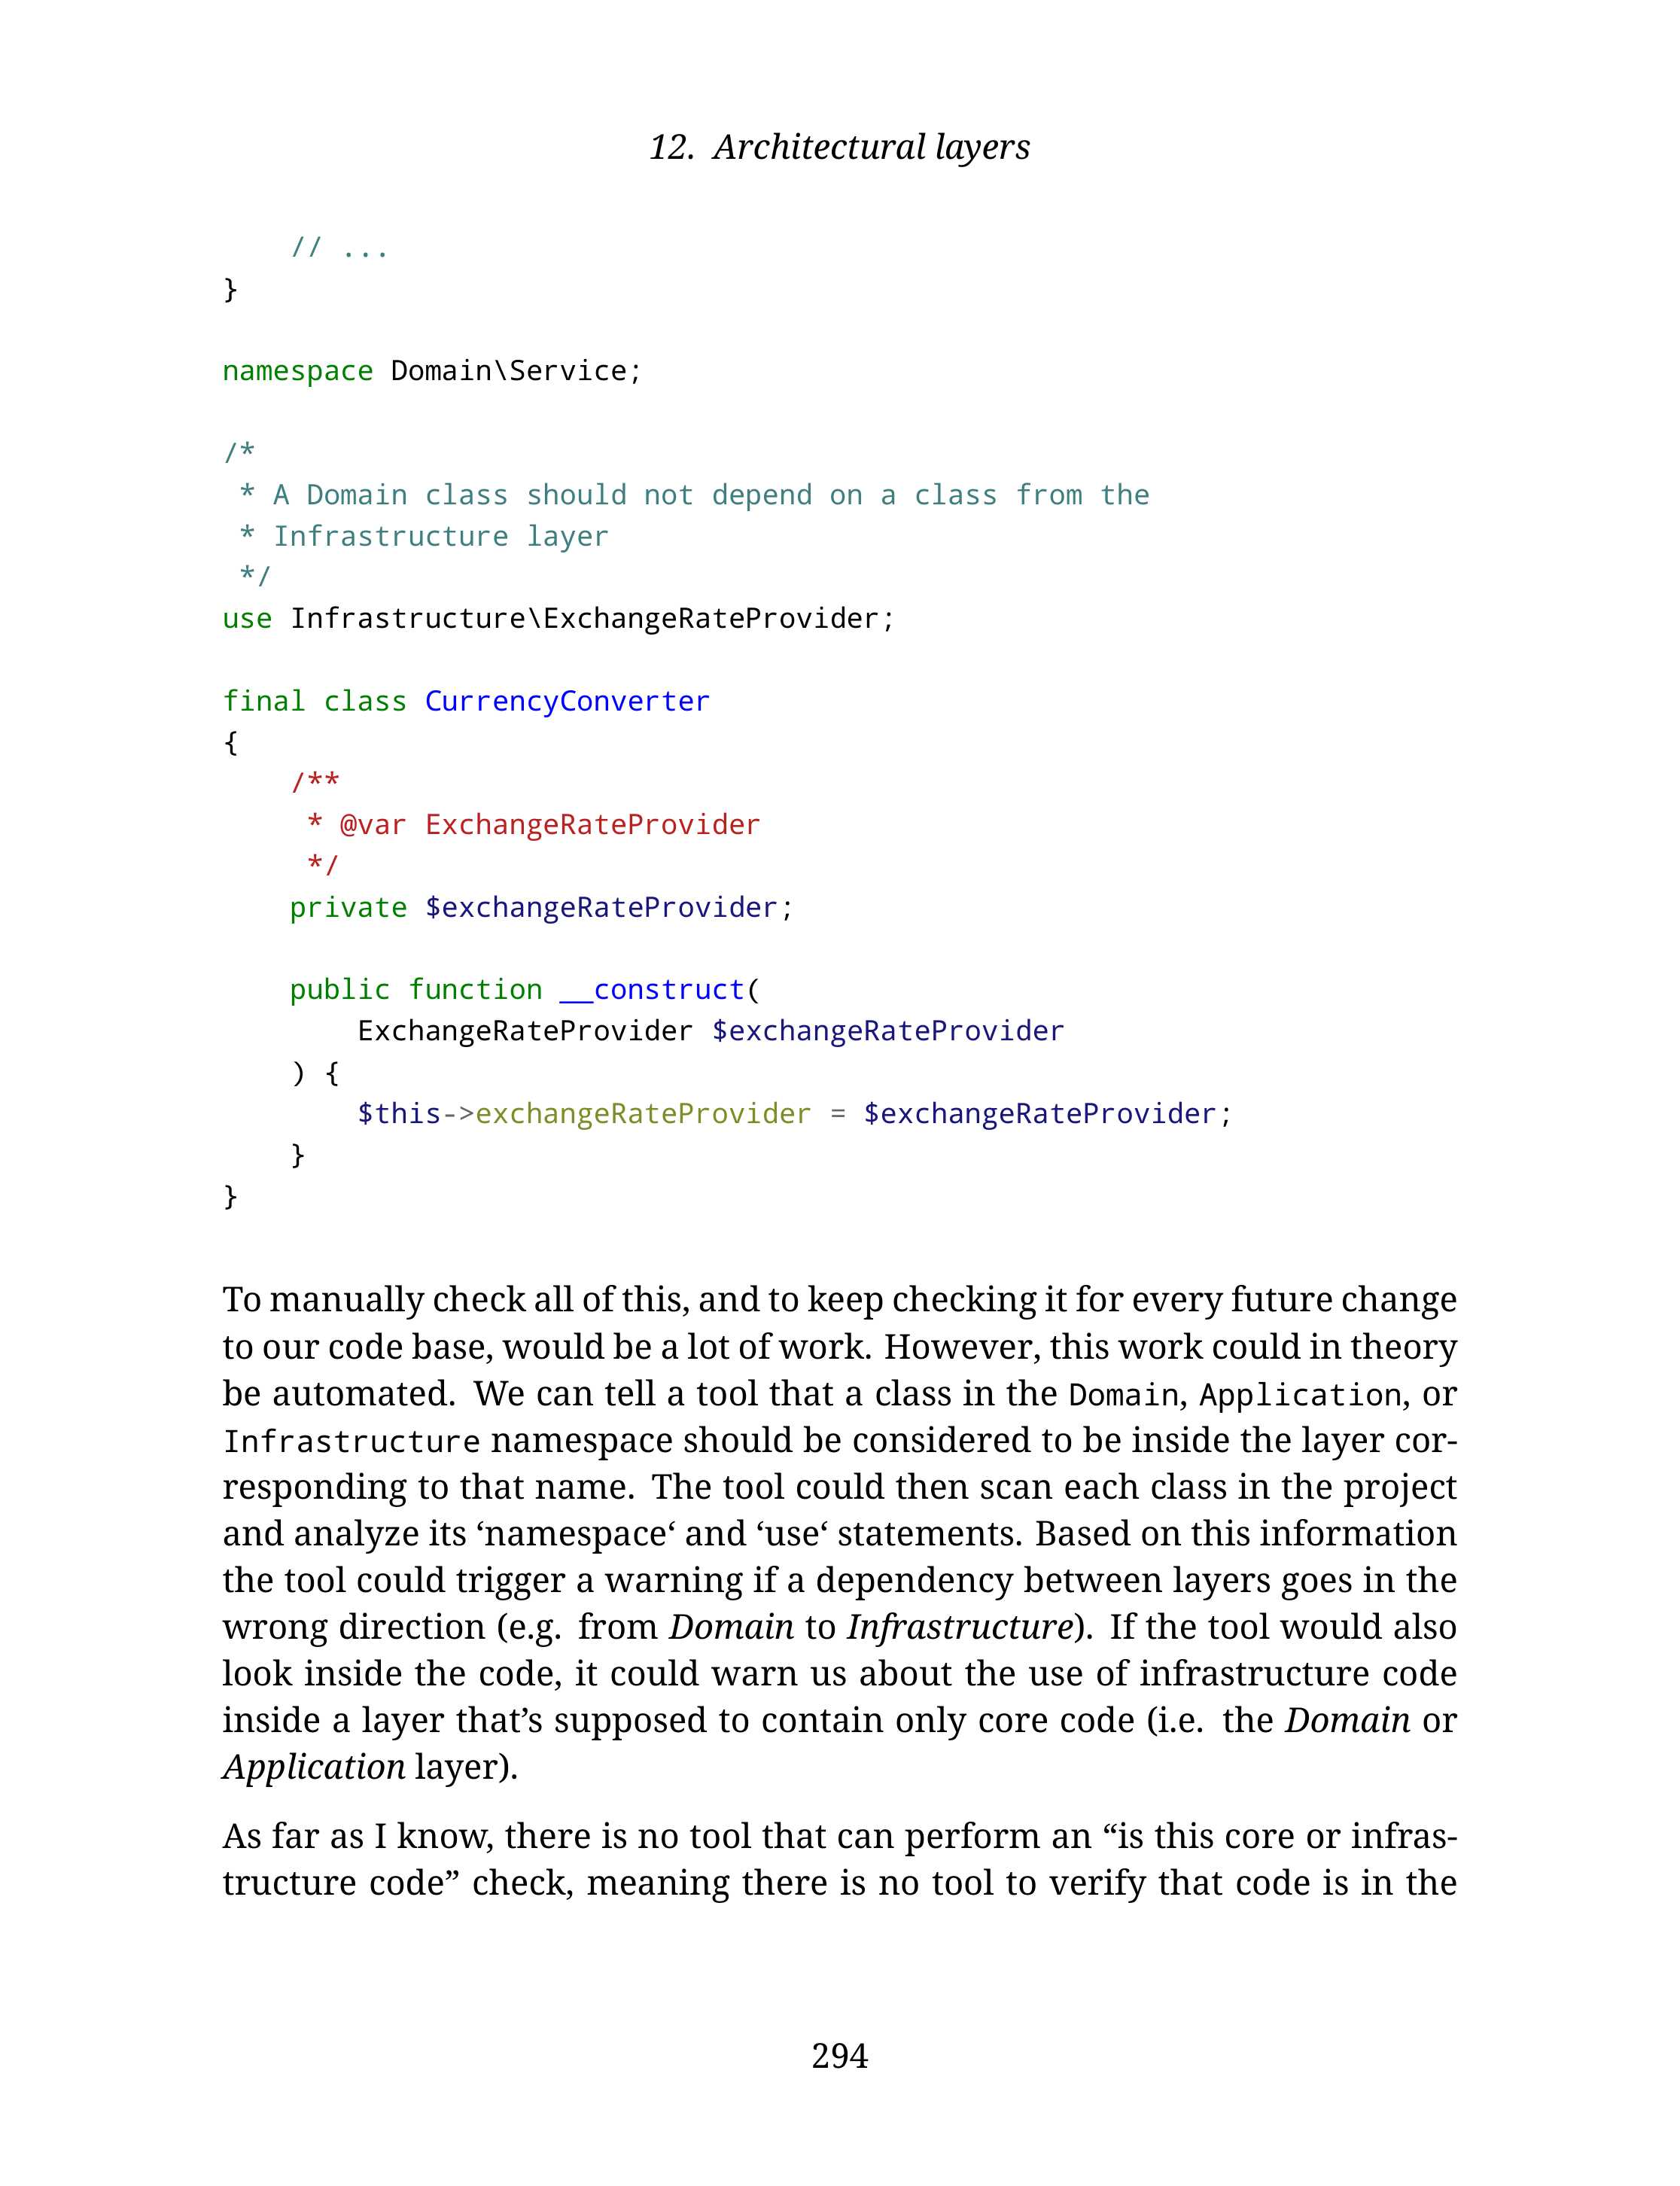 12. Architectural layers
    // ...
}
namespace Domain\Service;
/*
 * A Domain class should not depend on a class from the
 * Infrastructure layer
 */
use Infrastructure\ExchangeRateProvider;
final class CurrencyConverter
{
    /**
     * @var ExchangeRateProvider
     */
    private $exchangeRateProvider;
    public function __construct(
        ExchangeRateProvider $exchangeRateProvider
    ) {
        $this->exchangeRateProvider = $exchangeRateProvider;
    }
}
To manually check all of this, and to keep checking it for every future change
to our code base, would be a lot of work. However, this work could in theory
be automated. We can tell a tool that a class in the Domain, Application, or
Infrastructure namespace should be considered to be inside the layer cor-
responding to that name. The tool could then scan each class in the project
and analyze its ‘namespace‘ and ‘use‘ statements. Based on this information
the tool could trigger a warning if a dependency between layers goes in the
wrong direction (e.g. from Domain to Infrastructure). If the tool would also
look inside the code, it could warn us about the use of infrastructure code
inside a layer that’s supposed to contain only core code (i.e. the Domain or
Application layer).
As far as I know, there is no tool that can perform an “is this core or infras-
tructure code” check, meaning there is no tool to verify that code is in the
294